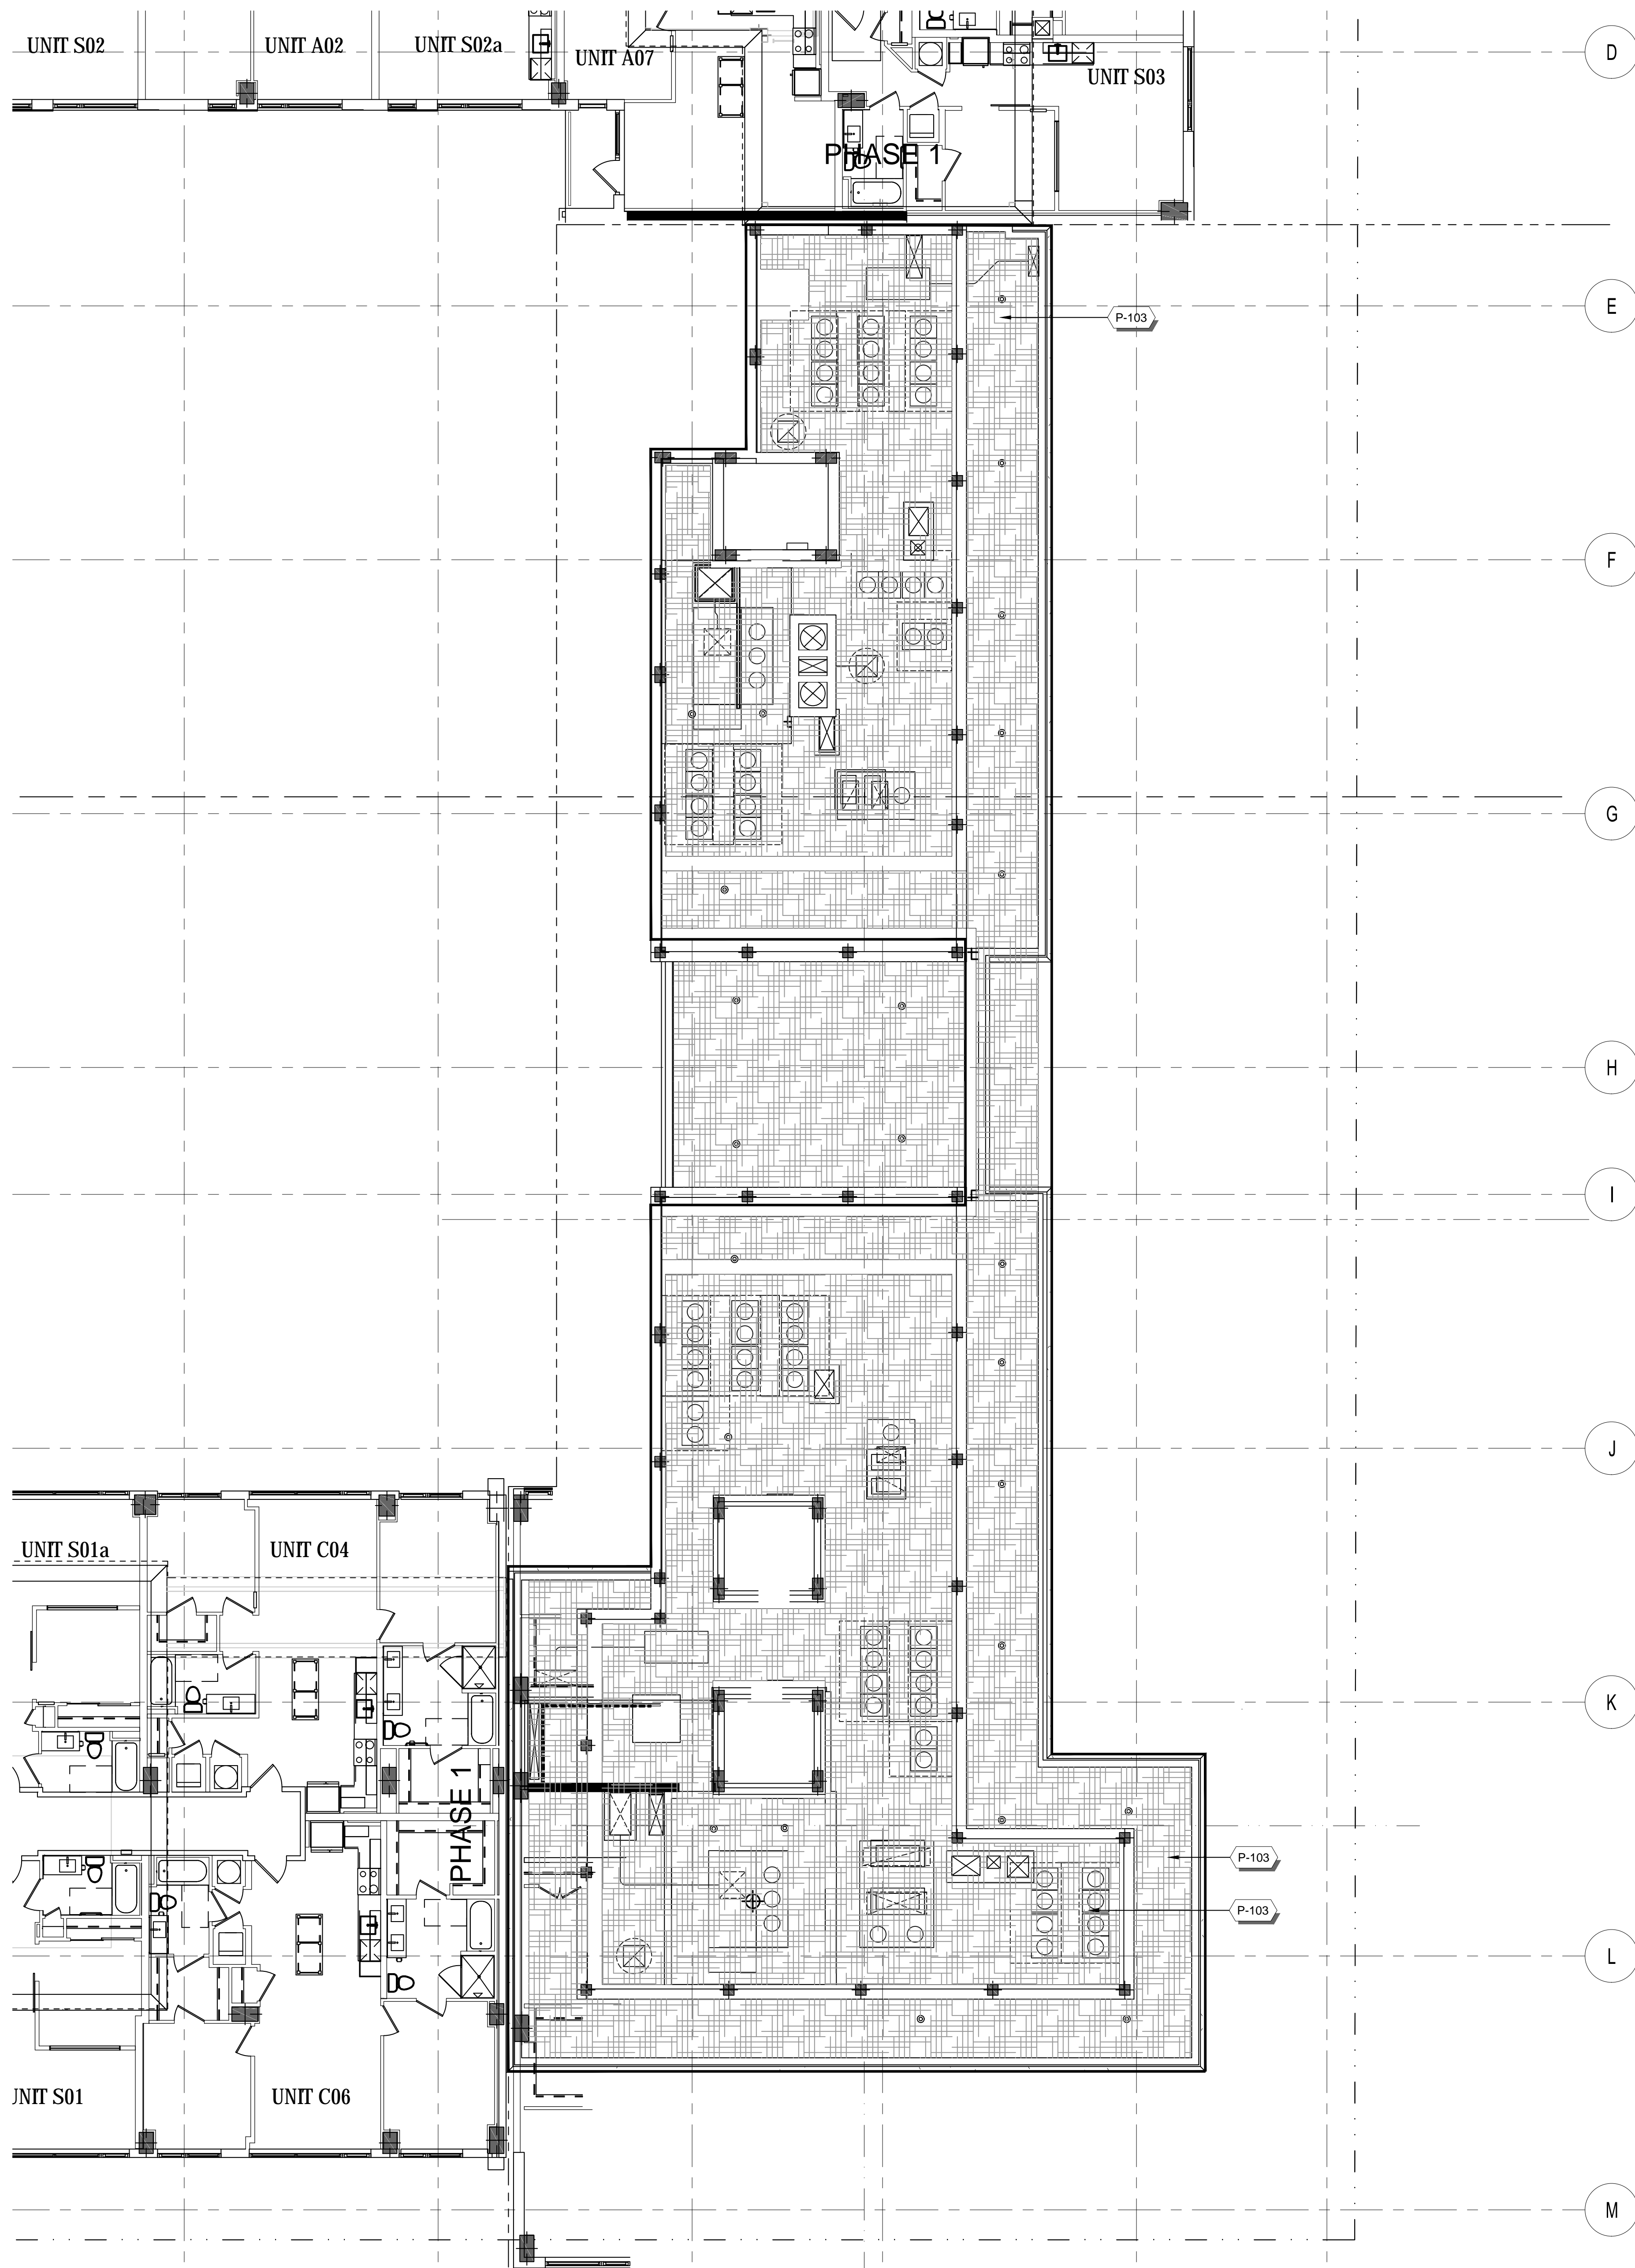 UNIT S02
UNIT A02
UNIT S02a
UNIT A07
UNIT S03
D
PHASE 1
E
P-103
F
G
H
I
J
UNIT S01a
UNIT C04
K
PHASE 1
P-103
P-103
L
UNIT S01
UNIT C06
M